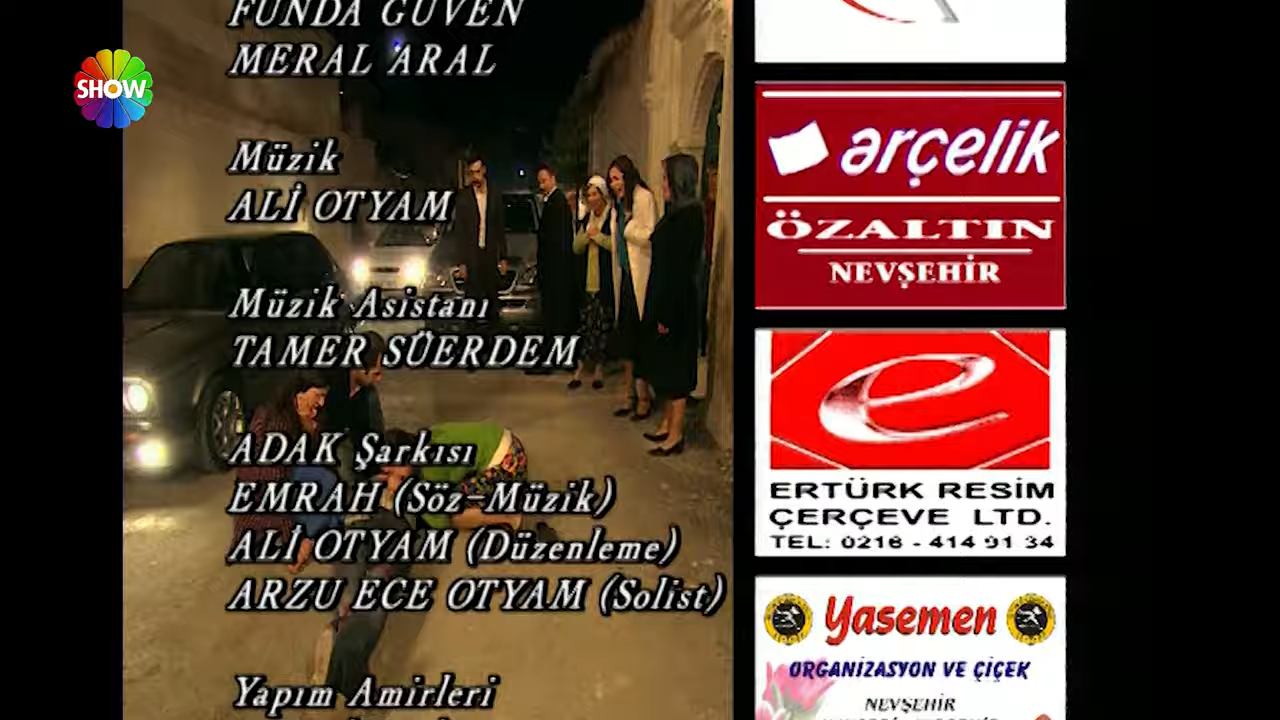 SHOW
FUNDA GÜVEN
MERAL ARAL
Müzik
ALİ OTYAM
Müzik Asistanı
TAMER SÜERDEM
ADAK Şarkısı
EMRAH (Söz-Müzik)
ALİ OTYAM (Düzenleme)
ARZU ECE OTYAM (Solist)
Yapım Amirleri
arçelik
ÖZALTIN
NEVŞEHİR
ERTÜRK RESİM
ÇERÇEVE LTD.
TEL: 0216 - 414 91 34
Yasemen
ORGANİZASYON VE ÇİÇEK
NEVŞEHİR